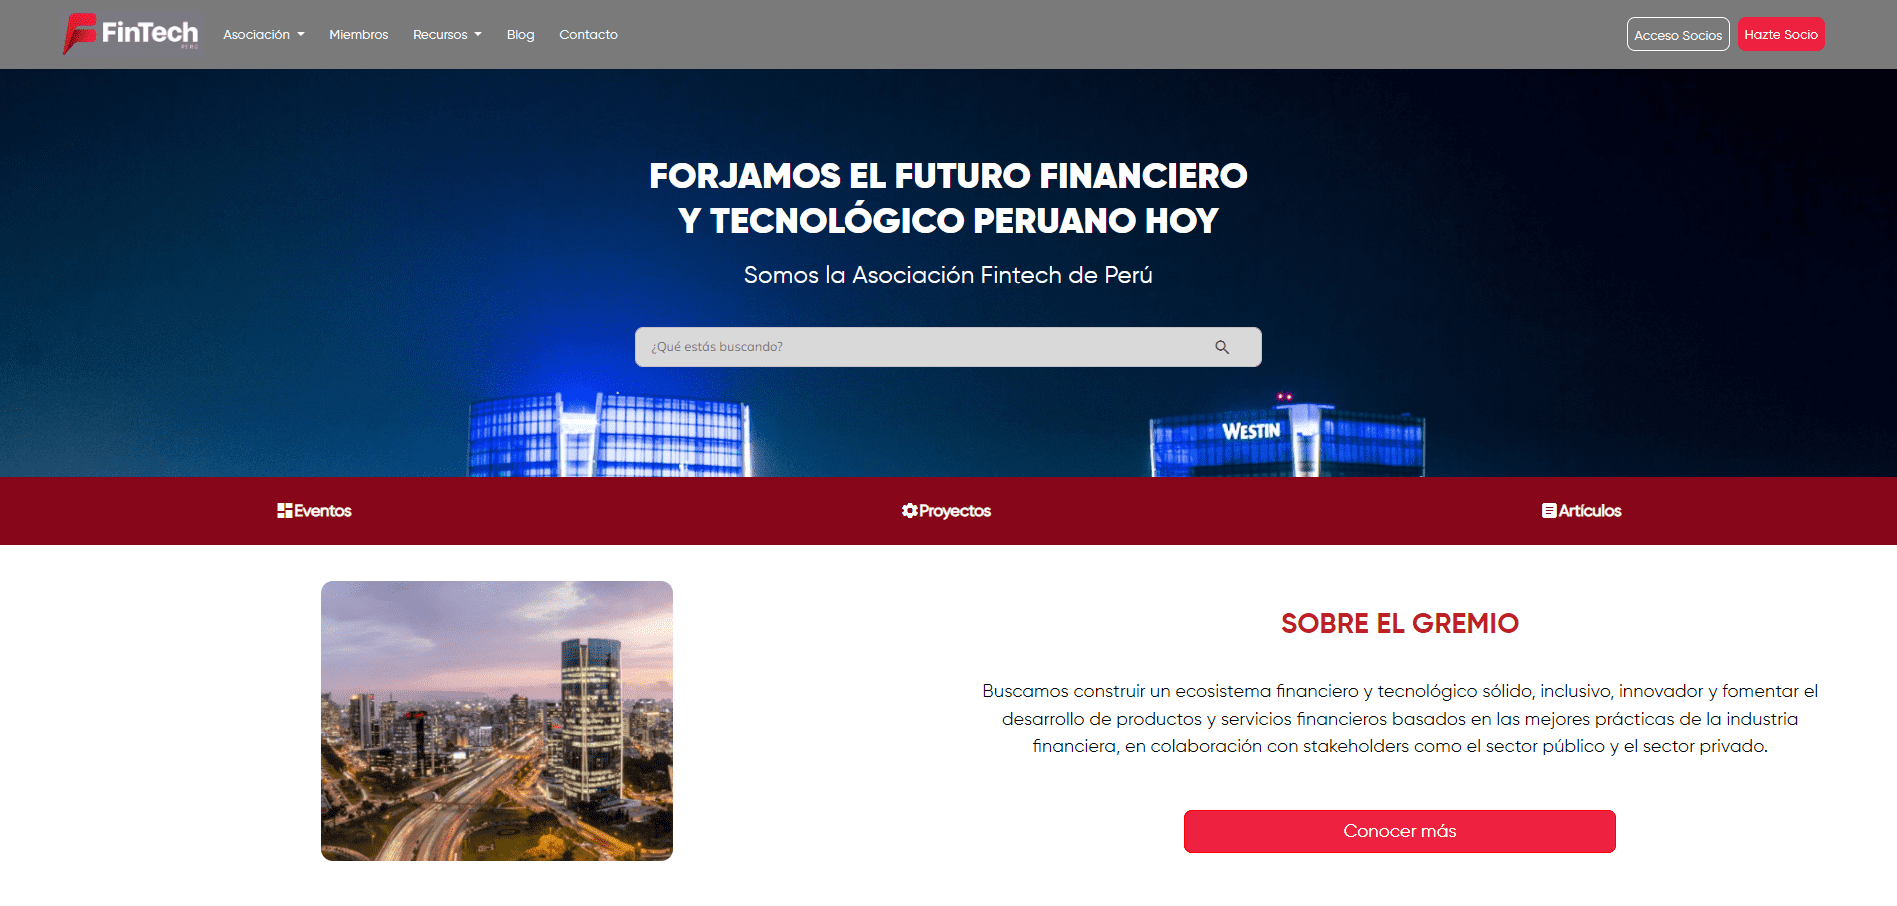 FinTech
PERÚ
Asociación
Miembros
Recursos
Blog
Contacto
Acceso Socios
Hazte Socio
FORJAMOS EL FUTURO FINANCIERO
Y TECNOLÓGICO PERUANO HOY
Somos la Asociación Fintech de Perú
¿Qué estás buscando?
WESTIN
Eventos
Proyectos
Artículos
SOBRE EL GREMIO
Buscamos construir un ecosistema financiero y tecnológico sólido, inclusivo, innovador y fomentar el
desarrollo de productos y servicios financieros basados en las mejores prácticas de la industria
financiera, en colaboración con stakeholders como el sector público y el sector privado.
Conocer más